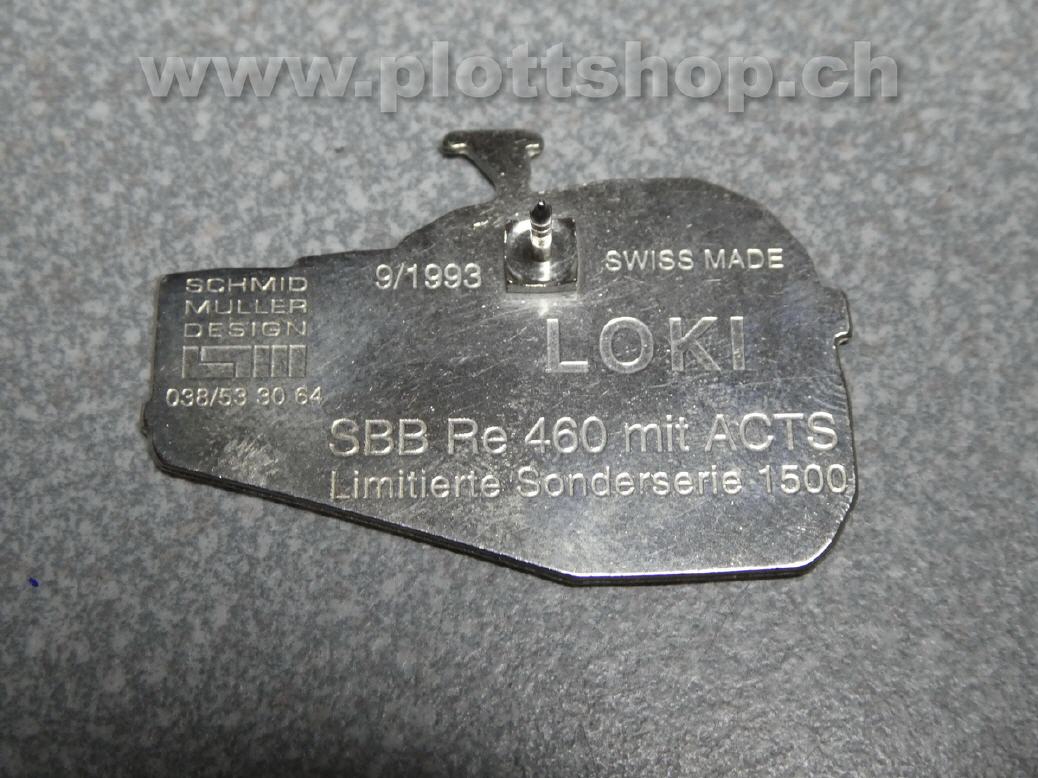 www.plottshop.ch
SCHMID
MULLER
DESIGN
038/53 30 64
9/1993
SWISS MADE
LOKI
SBB Re 460 mit ACTS
Limitierte Sonderserie 1500